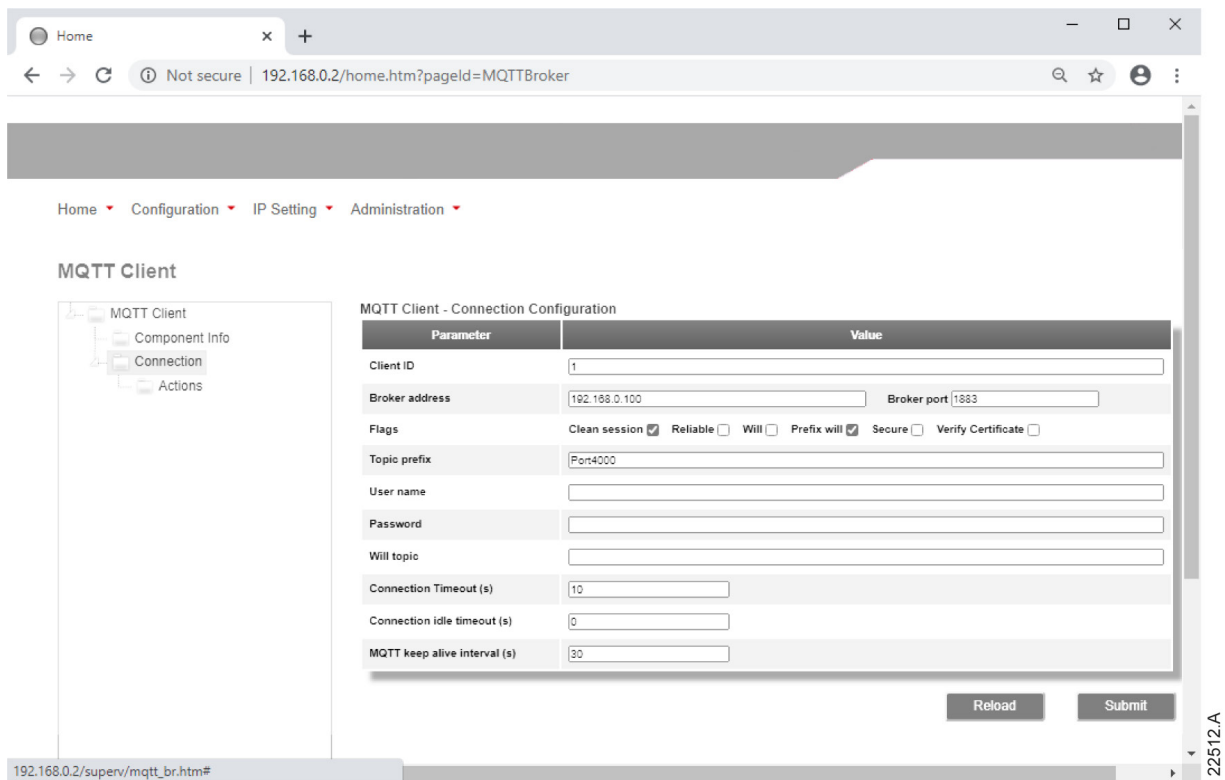 Home
Not secure | 192.168.0.2/home.htm?pageId=MQTTBroker
Home Configuration IP Setting Administration
MQTT Client
MQTT Client
Component Info
Connection
Actions
MQTT Client - Connection Configuration
Parameter Value
Client ID 1
Broker address 192.168.0.100 Broker port 1883
Flags Clean session Reliable Will Prefix will Secure Verify Certificate
Topic prefix Port4000
User name
Password
Will topic
Connection Timeout (s) 10
Connection idle timeout (s) 0
MQTT keep alive interval (s) 30
Reload Submit
192.168.0.2/superv/mqtt_br.htm#
22512.A